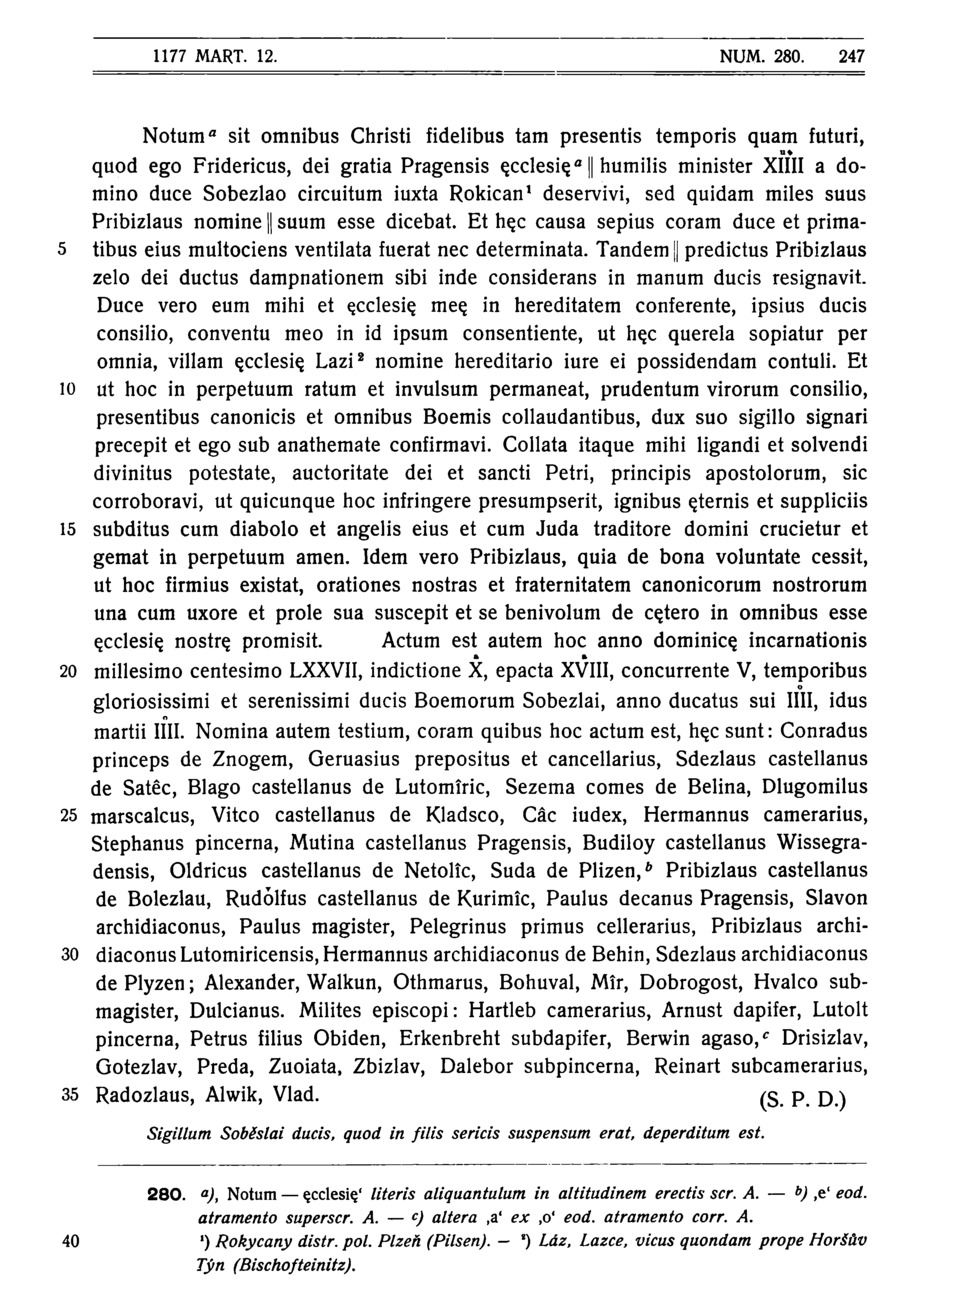 1177 MART. 12. NUM. 280. 247
Notumᵃ sit omnibus Christi fidelibus tam presentis temporis quam futuri,
quod ego Fridericus, dei gratia Pragensis ęcclesięᵃ || humilis minister XIIII a do-
mino duce Sobezlao circuitum iuxta Rokican¹ deservivi, sed quidam miles suus
Pribizlaus nomine || suum esse dicebat. Et hęc causa sepius coram duce et prima-
5 tibus eius multociens ventilata fuerat nec determinata. Tandem || predictus Pribizlaus
zelo dei ductus dampnationem sibi inde considerans in manum ducis resignavit.
Duce vero eum mihi et ęcclesię meę in hereditatem conferente, ipsius ducis
consilio, conventu meo in id ipsum consentiente, ut hęc querela sopiatur per
omnia, villam ęcclesię Lazi² nomine hereditario iure ei possidendam contuli. Et
10 ut hoc in perpetuum ratum et invulsum permaneat, prudentum virorum consilio,
presentibus canonicis et omnibus Boemis collaudantibus, dux suo sigillo signari
precepit et ego sub anathemate confirmavi. Collata itaque mihi ligandi et solvendi
divinitus potestate, auctoritate dei et sancti Petri, principis apostolorum, sic
corroboravi, ut quicunque hoc infringere presumpserit, ignibus ęternis et suppliciis
15 subditus cum diabolo et angelis eius et cum Juda traditore domini crucietur et
gemat in perpetuum amen. Idem vero Pribizlaus, quia de bona voluntate cessit,
ut hoc firmius existat, orationes nostras et fraternitatem canonicorum nostrorum
una cum uxore et prole sua suscepit et se benivolum de cętero in omnibus esse
ęcclesię nostrę promisit. Actum est autem hoc anno dominicę incarnationis
20 millesimo centesimo LXXVII, indictione X, epacta XVIII, concurrente V, temporibus
gloriosissimi et serenissimi ducis Boemorum Sobezlai, anno ducatus sui IIII, idus
martii IIII. Nomina autem testium, coram quibus hoc actum est, hęc sunt: Conradus
princeps de Znogem, Geruasius prepositus et cancellarius, Sdezlaus castellanus
de Satêc, Blago castellanus de Lutomîric, Sezema comes de Belina, Dlugomilus
25 marscalcus, Vitco castellanus de Kladsco, Câc iudex, Hermannus camerarius,
Stephanus pincerna, Mutina castellanus Pragensis, Budiloy castellanus Wissegra-
densis, Oldricus castellanus de Netolîc, Suda de Plizen,ᵇ Pribizlaus castellanus
de Bolezlau, Rudolfus castellanus de Kurimîc, Paulus decanus Pragensis, Slavon
archidiaconus, Paulus magister, Pelegrinus primus cellerarius, Pribizlaus archi-
30 diaconus Lutomiricensis, Hermannus archidiaconus de Behin, Sdezlaus archidiaconus
de Plyzen; Alexander, Walkun, Othmarus, Bohuval, Mîr, Dobrogost, Hvalco sub-
magister, Dulcianus. Milites episcopi: Hartleb camerarius, Arnust dapifer, Lutolt
pincerna, Petrus filius Obiden, Erkenbreht subdapifer, Berwin agaso,ᶜ Drisizlav,
Gotezlav, Preda, Zuoiata, Zbizlav, Dalebor subpincerna, Reinart subcamerarius,
35 Radozlaus, Alwik, Vlad. (S. P. D.)
Sigillum Soběslai ducis, quod in filis sericis suspensum erat, deperditum est.
280. a) ‚Notum — ęcclesię‘ literis aliquantulum in altitudinem erectis scr. A. — b) ‚e‘ eod.
atramento superscr. A. — c) altera ‚a‘ ex ‚o‘ eod. atramento corr. A.
40 ¹) Rokycany distr. pol. Plzeň (Pilsen). — ²) Láz, Lazce, vicus quondam prope Horšův
Týn (Bischofteinitz).